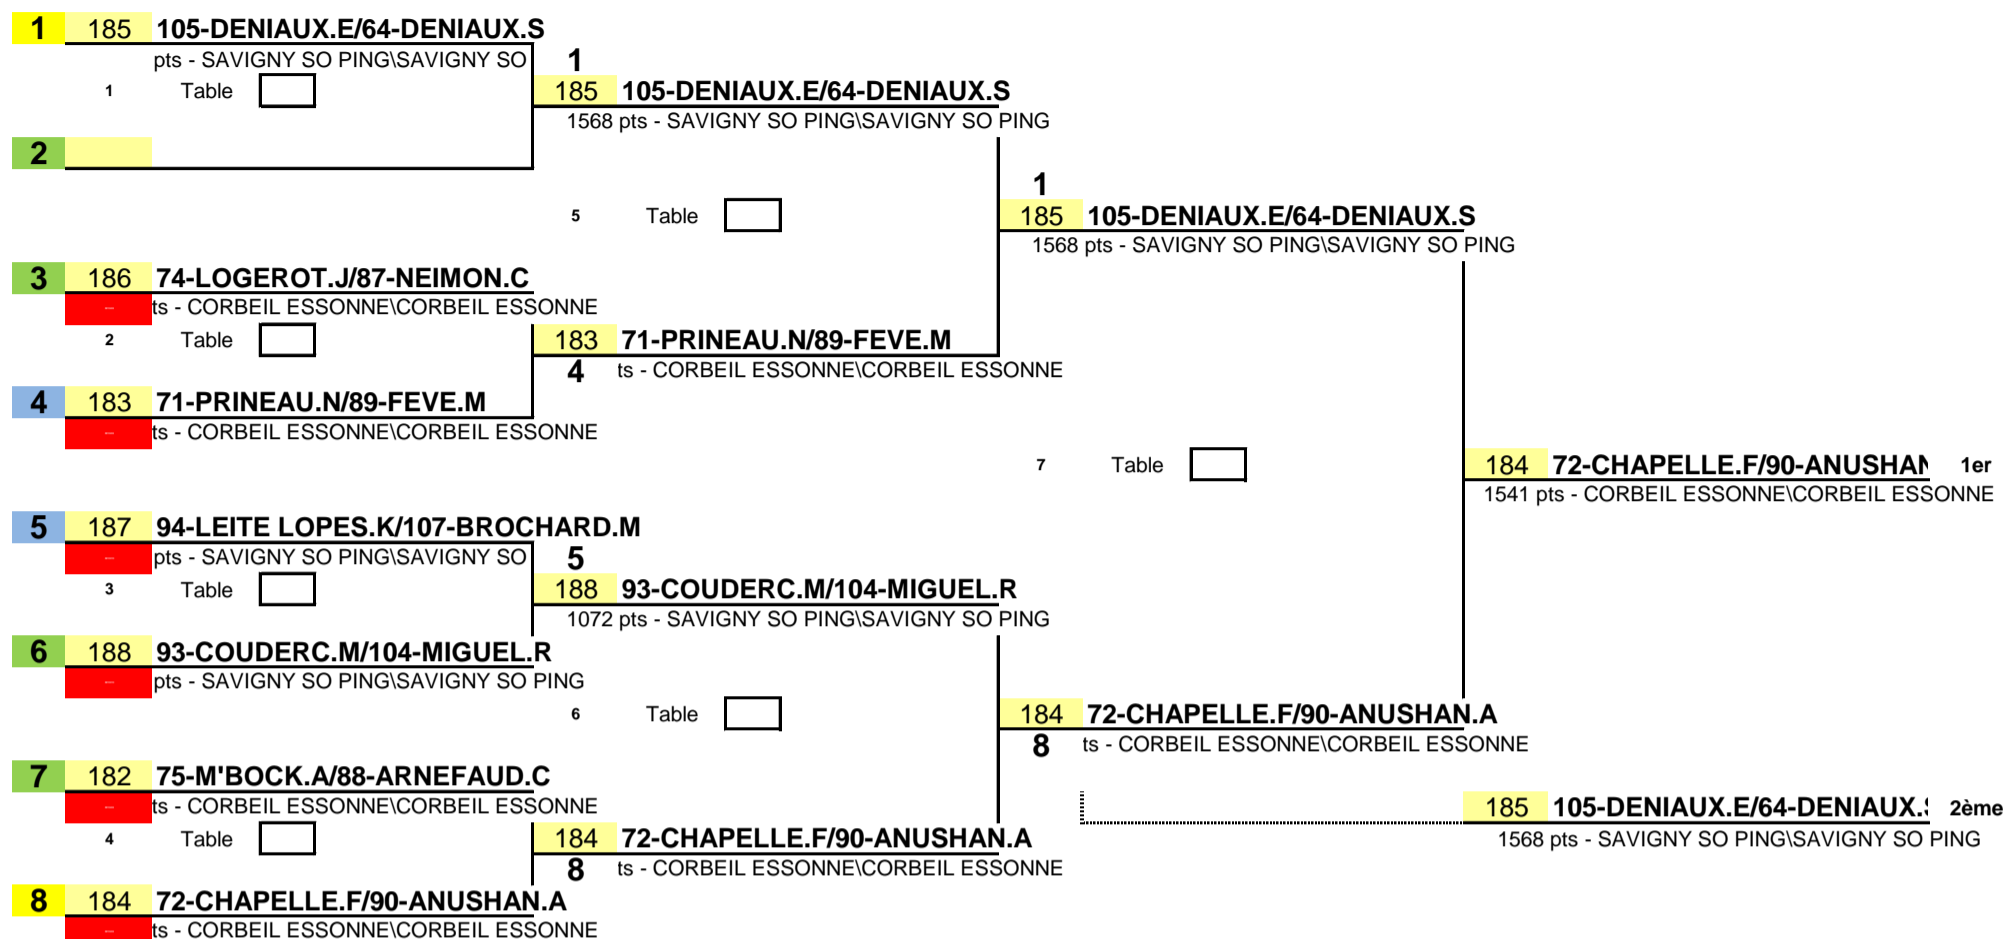 1 185 105-DENIAUX.E/64-DENIAUX.S
pts - SAVIGNY SO PING\SAVIGNY SO
1
1 Table
185 105-DENIAUX.E/64-DENIAUX.S
1568 pts - SAVIGNY SO PING\SAVIGNY SO PING
2
1
5 Table
185 105-DENIAUX.E/64-DENIAUX.S
1568 pts - SAVIGNY SO PING\SAVIGNY SO PING
3 186 74-LOGEROT.J/87-NEIMON.C
ts - CORBEIL ESSONNE\CORBEIL ESSONNE
2 Table
183 71-PRINEAU.N/89-FEVE.M
4 ts - CORBEIL ESSONNE\CORBEIL ESSONNE
4 183 71-PRINEAU.N/89-FEVE.M
ts - CORBEIL ESSONNE\CORBEIL ESSONNE
7 Table
184 72-CHAPELLE.F/90-ANUSHAN 1er
1541 pts - CORBEIL ESSONNE\CORBEIL ESSONNE
5 187 94-LEITE LOPES.K/107-BROCHARD.M
pts - SAVIGNY SO PING\SAVIGNY SO
5
3 Table
188 93-COUDERC.M/104-MIGUEL.R
1072 pts - SAVIGNY SO PING\SAVIGNY SO PING
6 188 93-COUDERC.M/104-MIGUEL.R
pts - SAVIGNY SO PING\SAVIGNY SO PING
6 Table
184 72-CHAPELLE.F/90-ANUSHAN.A
8 ts - CORBEIL ESSONNE\CORBEIL ESSONNE
7 182 75-M'BOCK.A/88-ARNEFAUD.C
ts - CORBEIL ESSONNE\CORBEIL ESSONNE
185 105-DENIAUX.E/64-DENIAUX. 2ème
1568 pts - SAVIGNY SO PING\SAVIGNY SO PING
4 Table
184 72-CHAPELLE.F/90-ANUSHAN.A
8 ts - CORBEIL ESSONNE\CORBEIL ESSONNE
8 184 72-CHAPELLE.F/90-ANUSHAN.A
ts - CORBEIL ESSONNE\CORBEIL ESSONNE